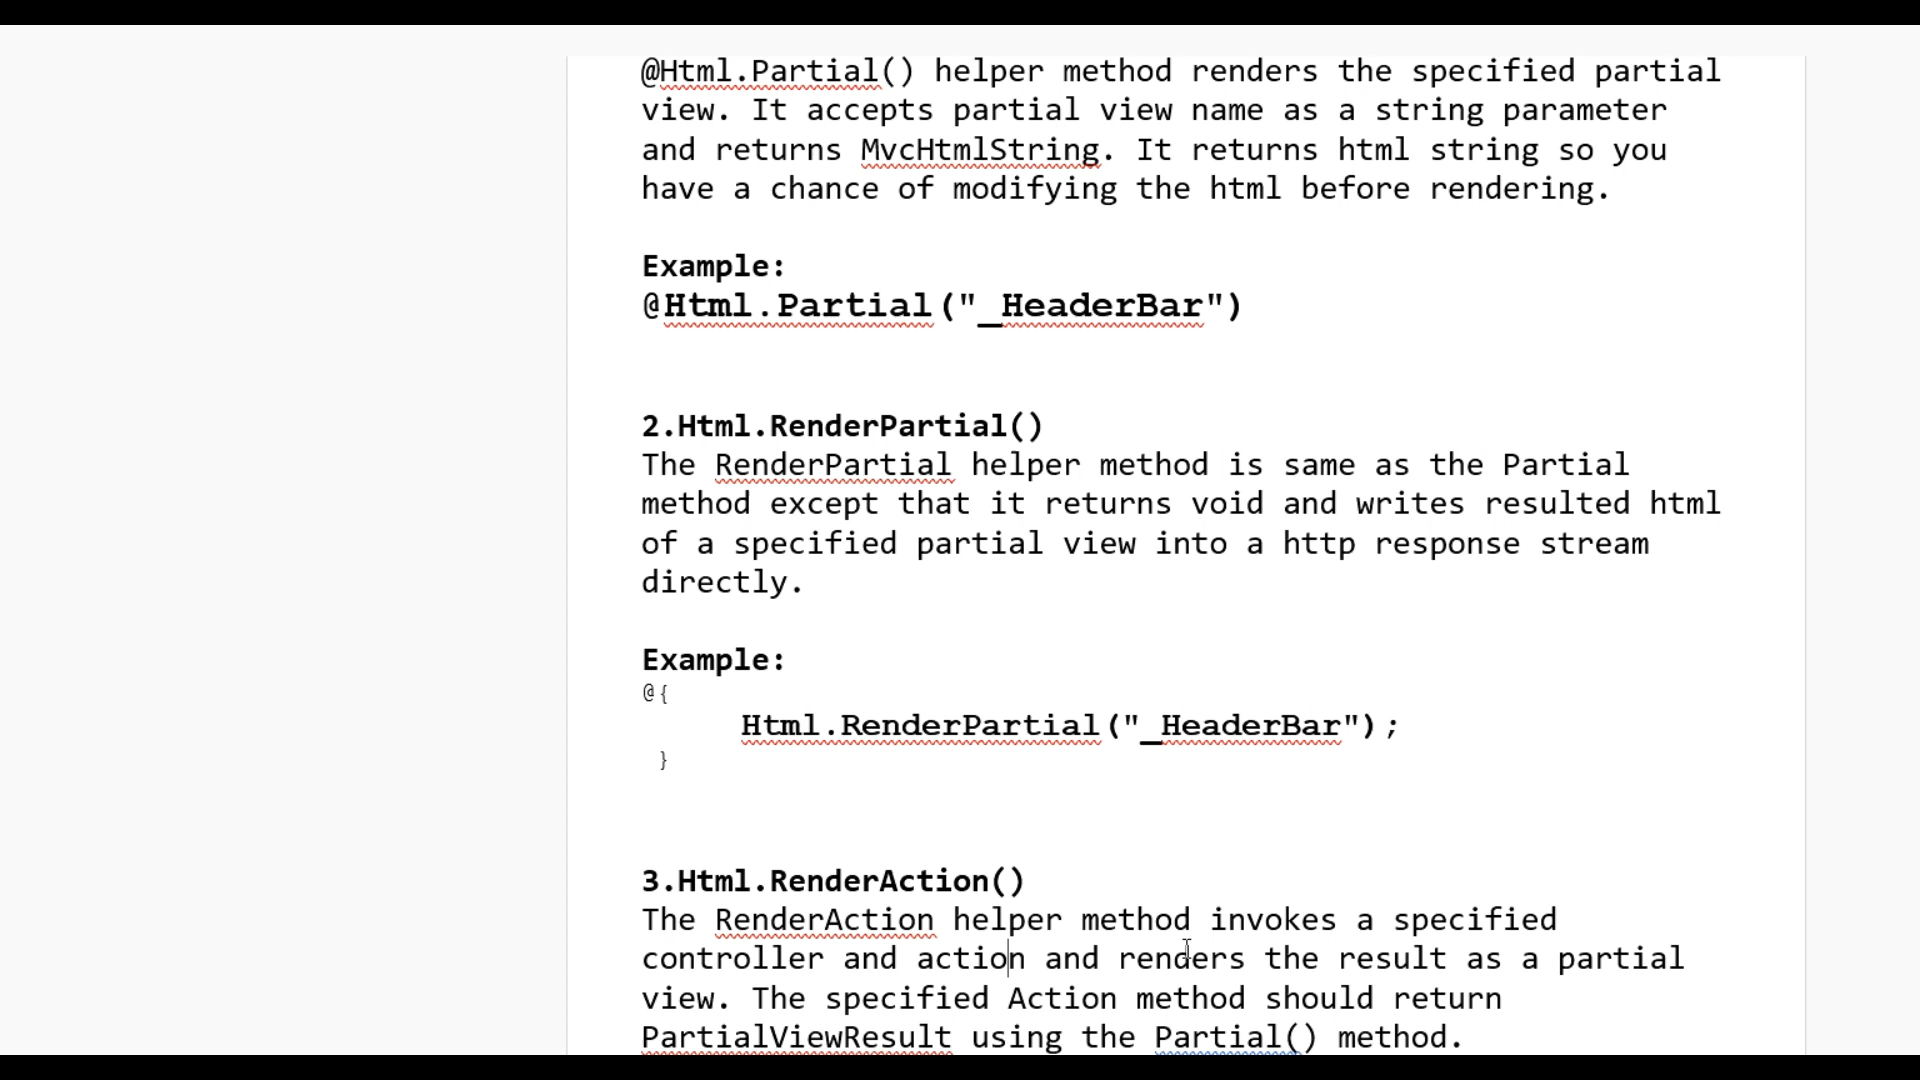 @Html.Partial() helper method renders the specified partial
view. It accepts partial view name as a string parameter
and returns MvcHtmlString. It returns html string so you
have a chance of modifying the html before rendering.
Example:
@Html.Partial("_HeaderBar")
2.Html.RenderPartial()
The RenderPartial helper method is same as the Partial
method except that it returns void and writes resulted html
of a specified partial view into a http response stream
directly.
Example:
@{
Html.RenderPartial("_HeaderBar");
}
3.Html.RenderAction()
The RenderAction helper method invokes a specified
controller and action and renders the result as a partial
view. The specified Action method should return
PartialViewResult using the Partial() method.